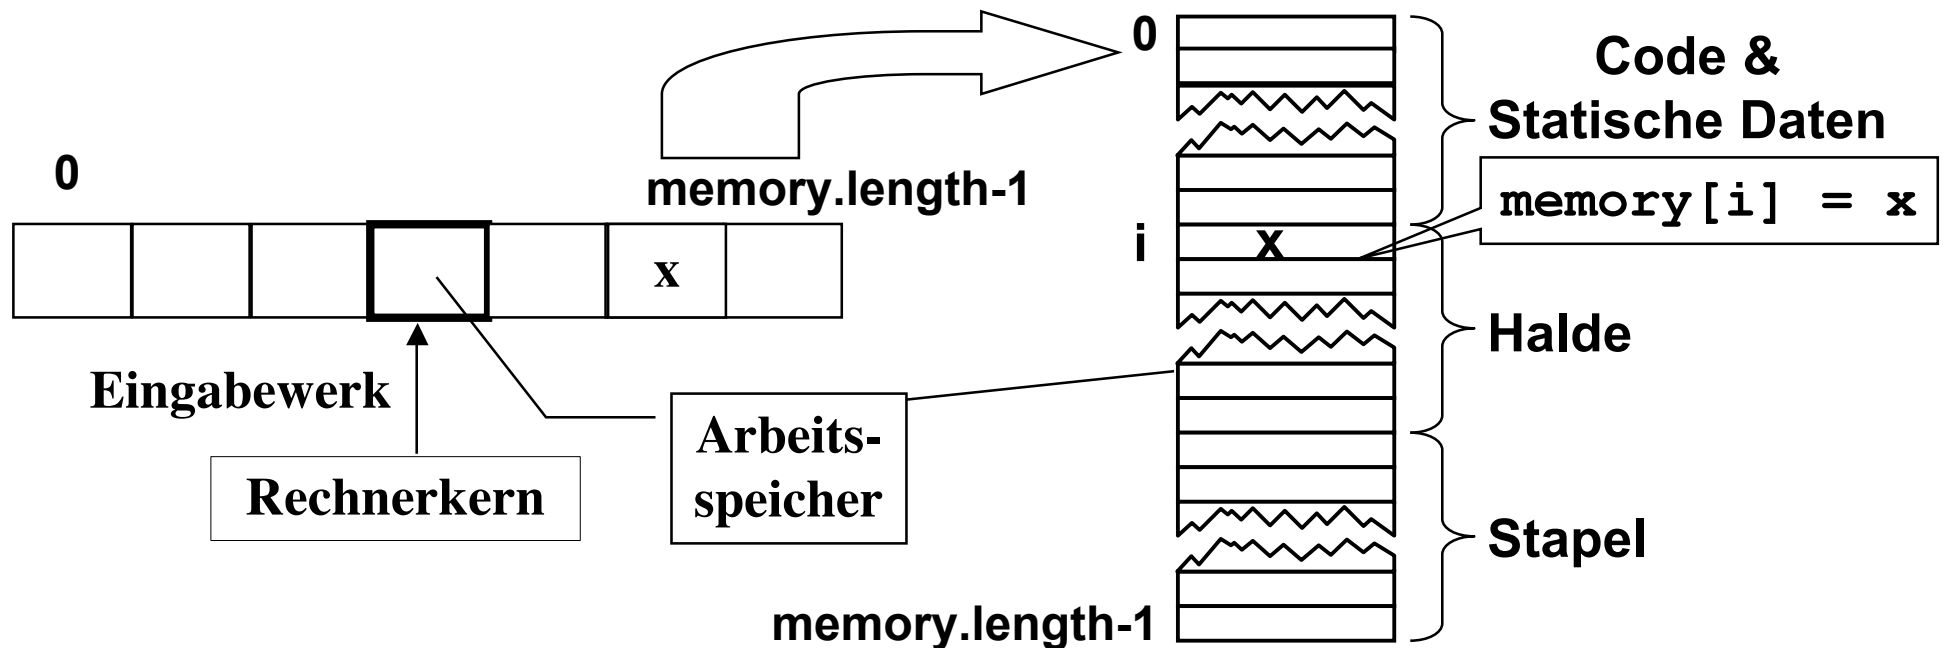 0
memory.length-1
x
Eingabewerk
Rechnerkern
Arbeits-
speicher
0
Code &
Statische Daten
memory[i] = x
i
x
Halde
Stapel
memory.length-1